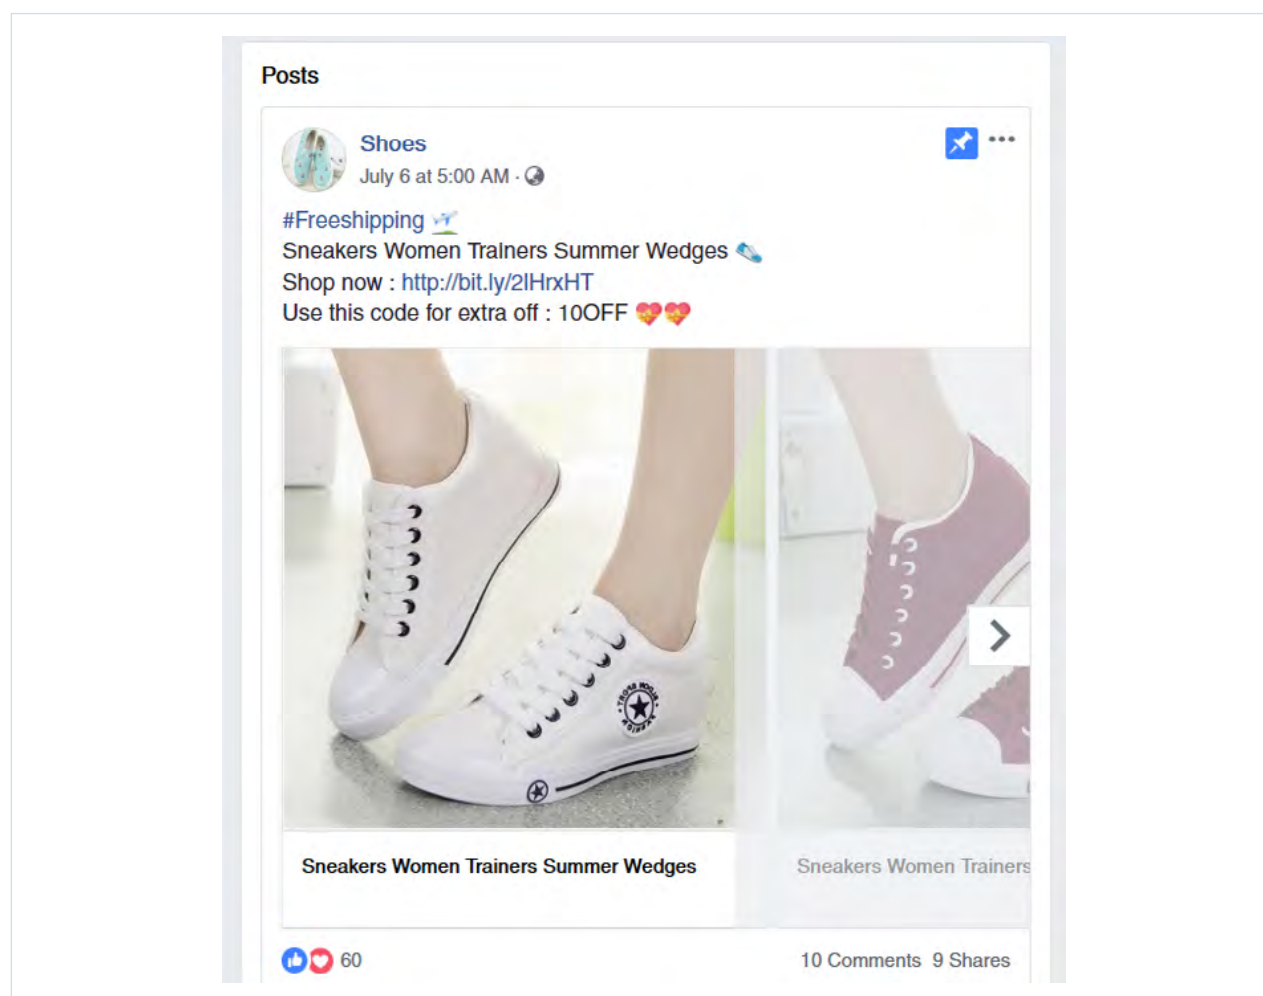 Posts
Shoes
July 6 at 5:00 AM ·
#Freeshipping
Sneakers Women Trainers Summer Wedges
Shop now : http://bit.ly/2lHrxHT
Use this code for extra off : 10OFF
Sneakers Women Trainers Summer Wedges
Sneakers Women Trainers
60
10 Comments 9 Shares